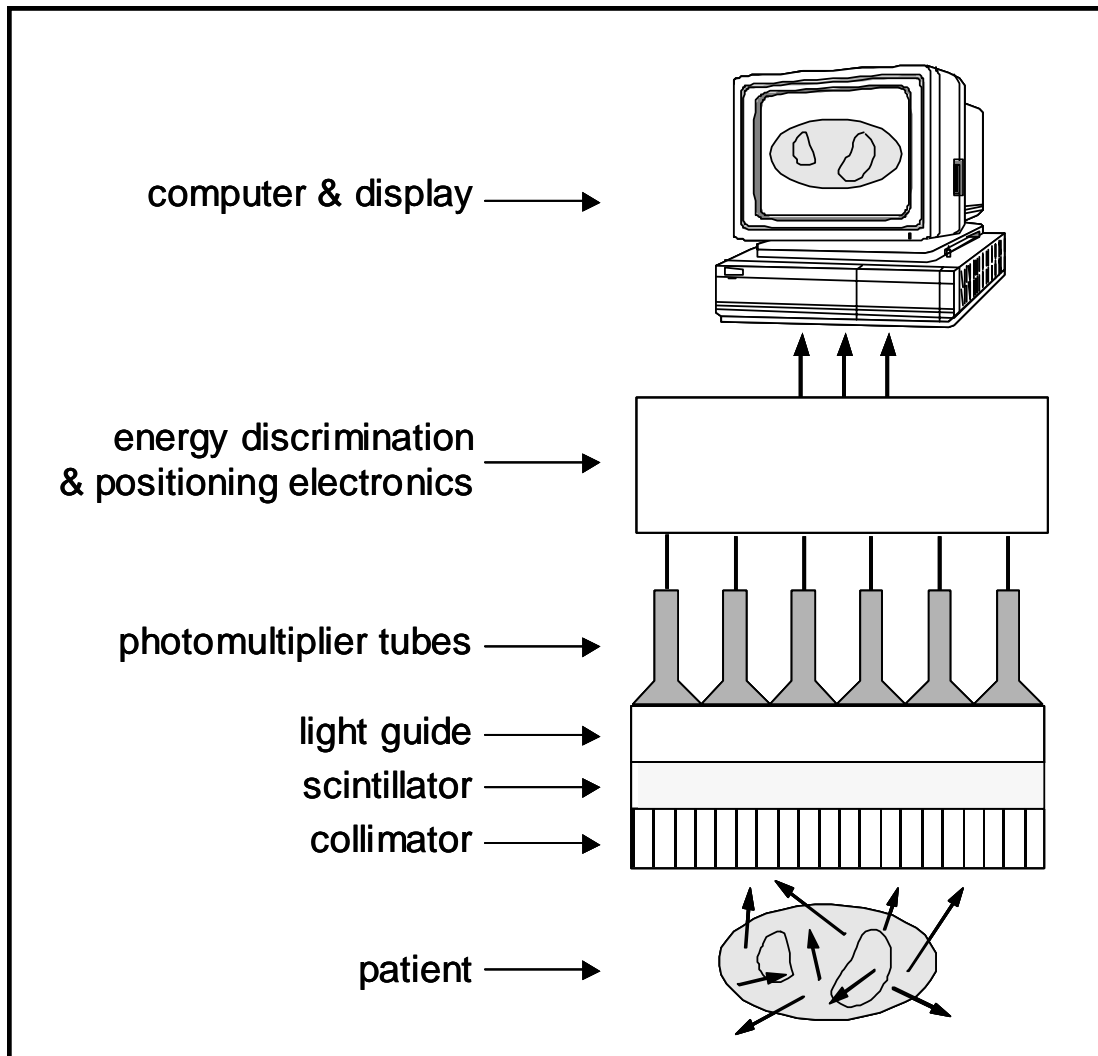 computer & display
energy discrimination
& positioning electronics
photomultiplier tubes
light guide
scintillator
collimator
patient